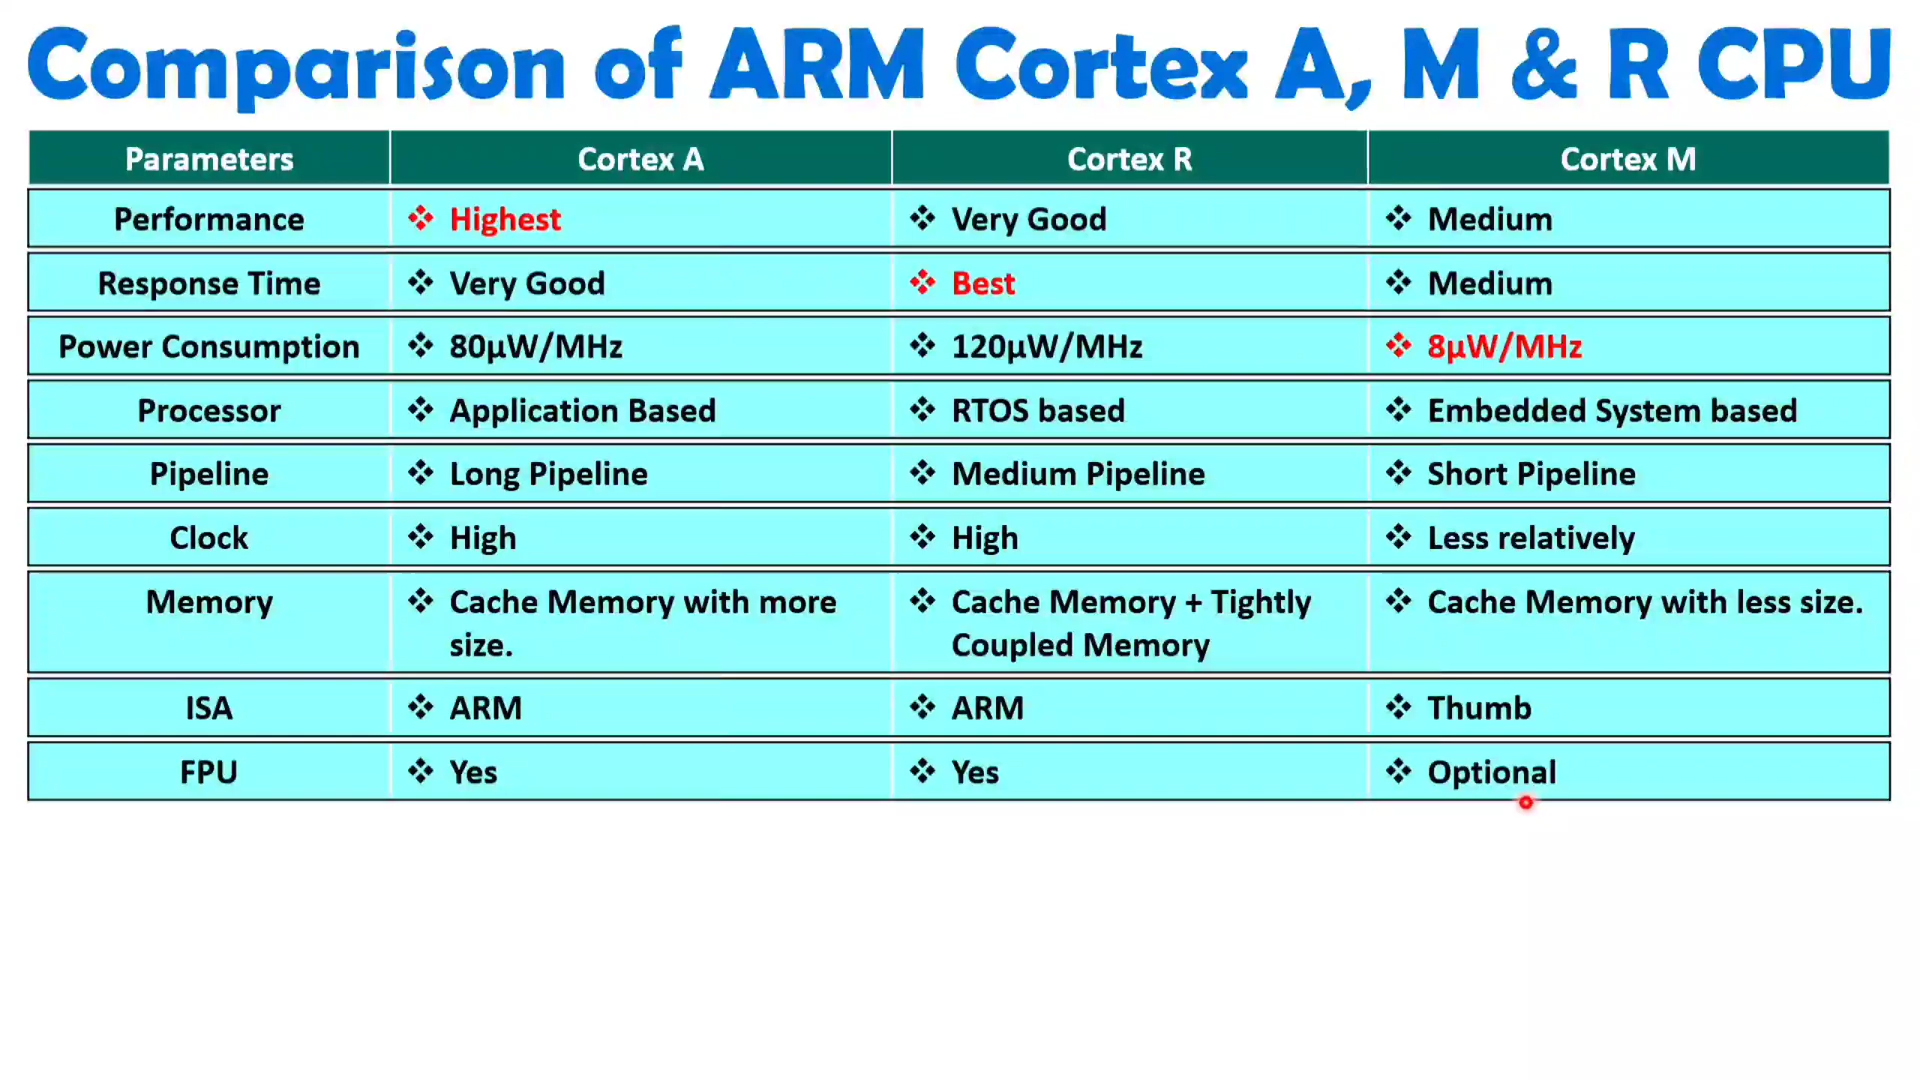 Comparison of ARM Cortex A, M & R CPU
Parameters Cortex A Cortex R Cortex M
Performance ❖ Highest ❖ Very Good ❖ Medium
Response Time ❖ Very Good ❖ Best ❖ Medium
Power Consumption ❖ 80µW/MHz ❖ 120µW/MHz ❖ 8µW/MHz
Processor ❖ Application Based ❖ RTOS based ❖ Embedded System based
Pipeline ❖ Long Pipeline ❖ Medium Pipeline ❖ Short Pipeline
Clock ❖ High ❖ High ❖ Less relatively
Memory ❖ Cache Memory with more ❖ Cache Memory + Tightly ❖ Cache Memory with less size.
size. Coupled Memory
ISA ❖ ARM ❖ ARM ❖ Thumb
FPU ❖ Yes ❖ Yes ❖ Optional